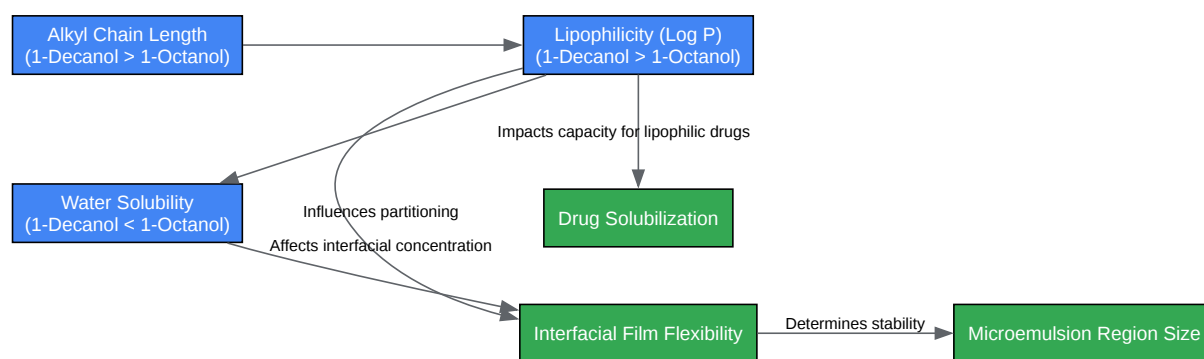 Alkyl Chain Length
(1-Decanol > 1-Octanol)
Lipophilicity (Log P)
(1-Decanol > 1-Octanol)
Impacts capacity for lipophilic drugs
Water Solubility
(1-Decanol < 1-Octanol)
Influences partitioning
Drug Solubilization
Affects interfacial concentration
Interfacial Film Flexibility
Determines stability
Microemulsion Region Size